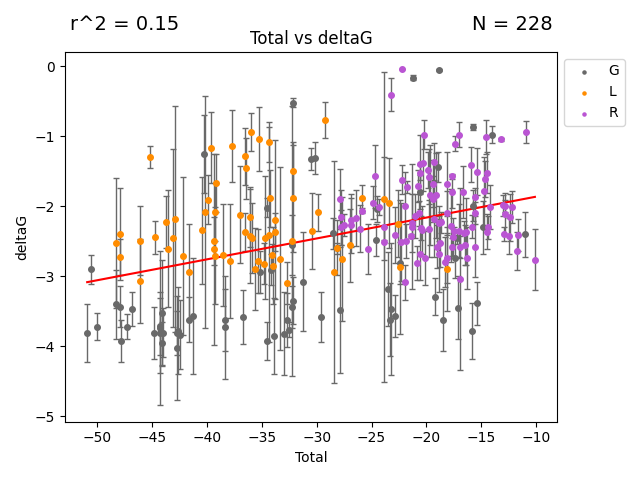 r^2 = 0.15
N = 228
Total vs deltaG
0
−1
−2
−3
−4
−5
deltaG
−50
−45
−40
−35
−30
−25
−20
−15
−10
Total
G
L
R